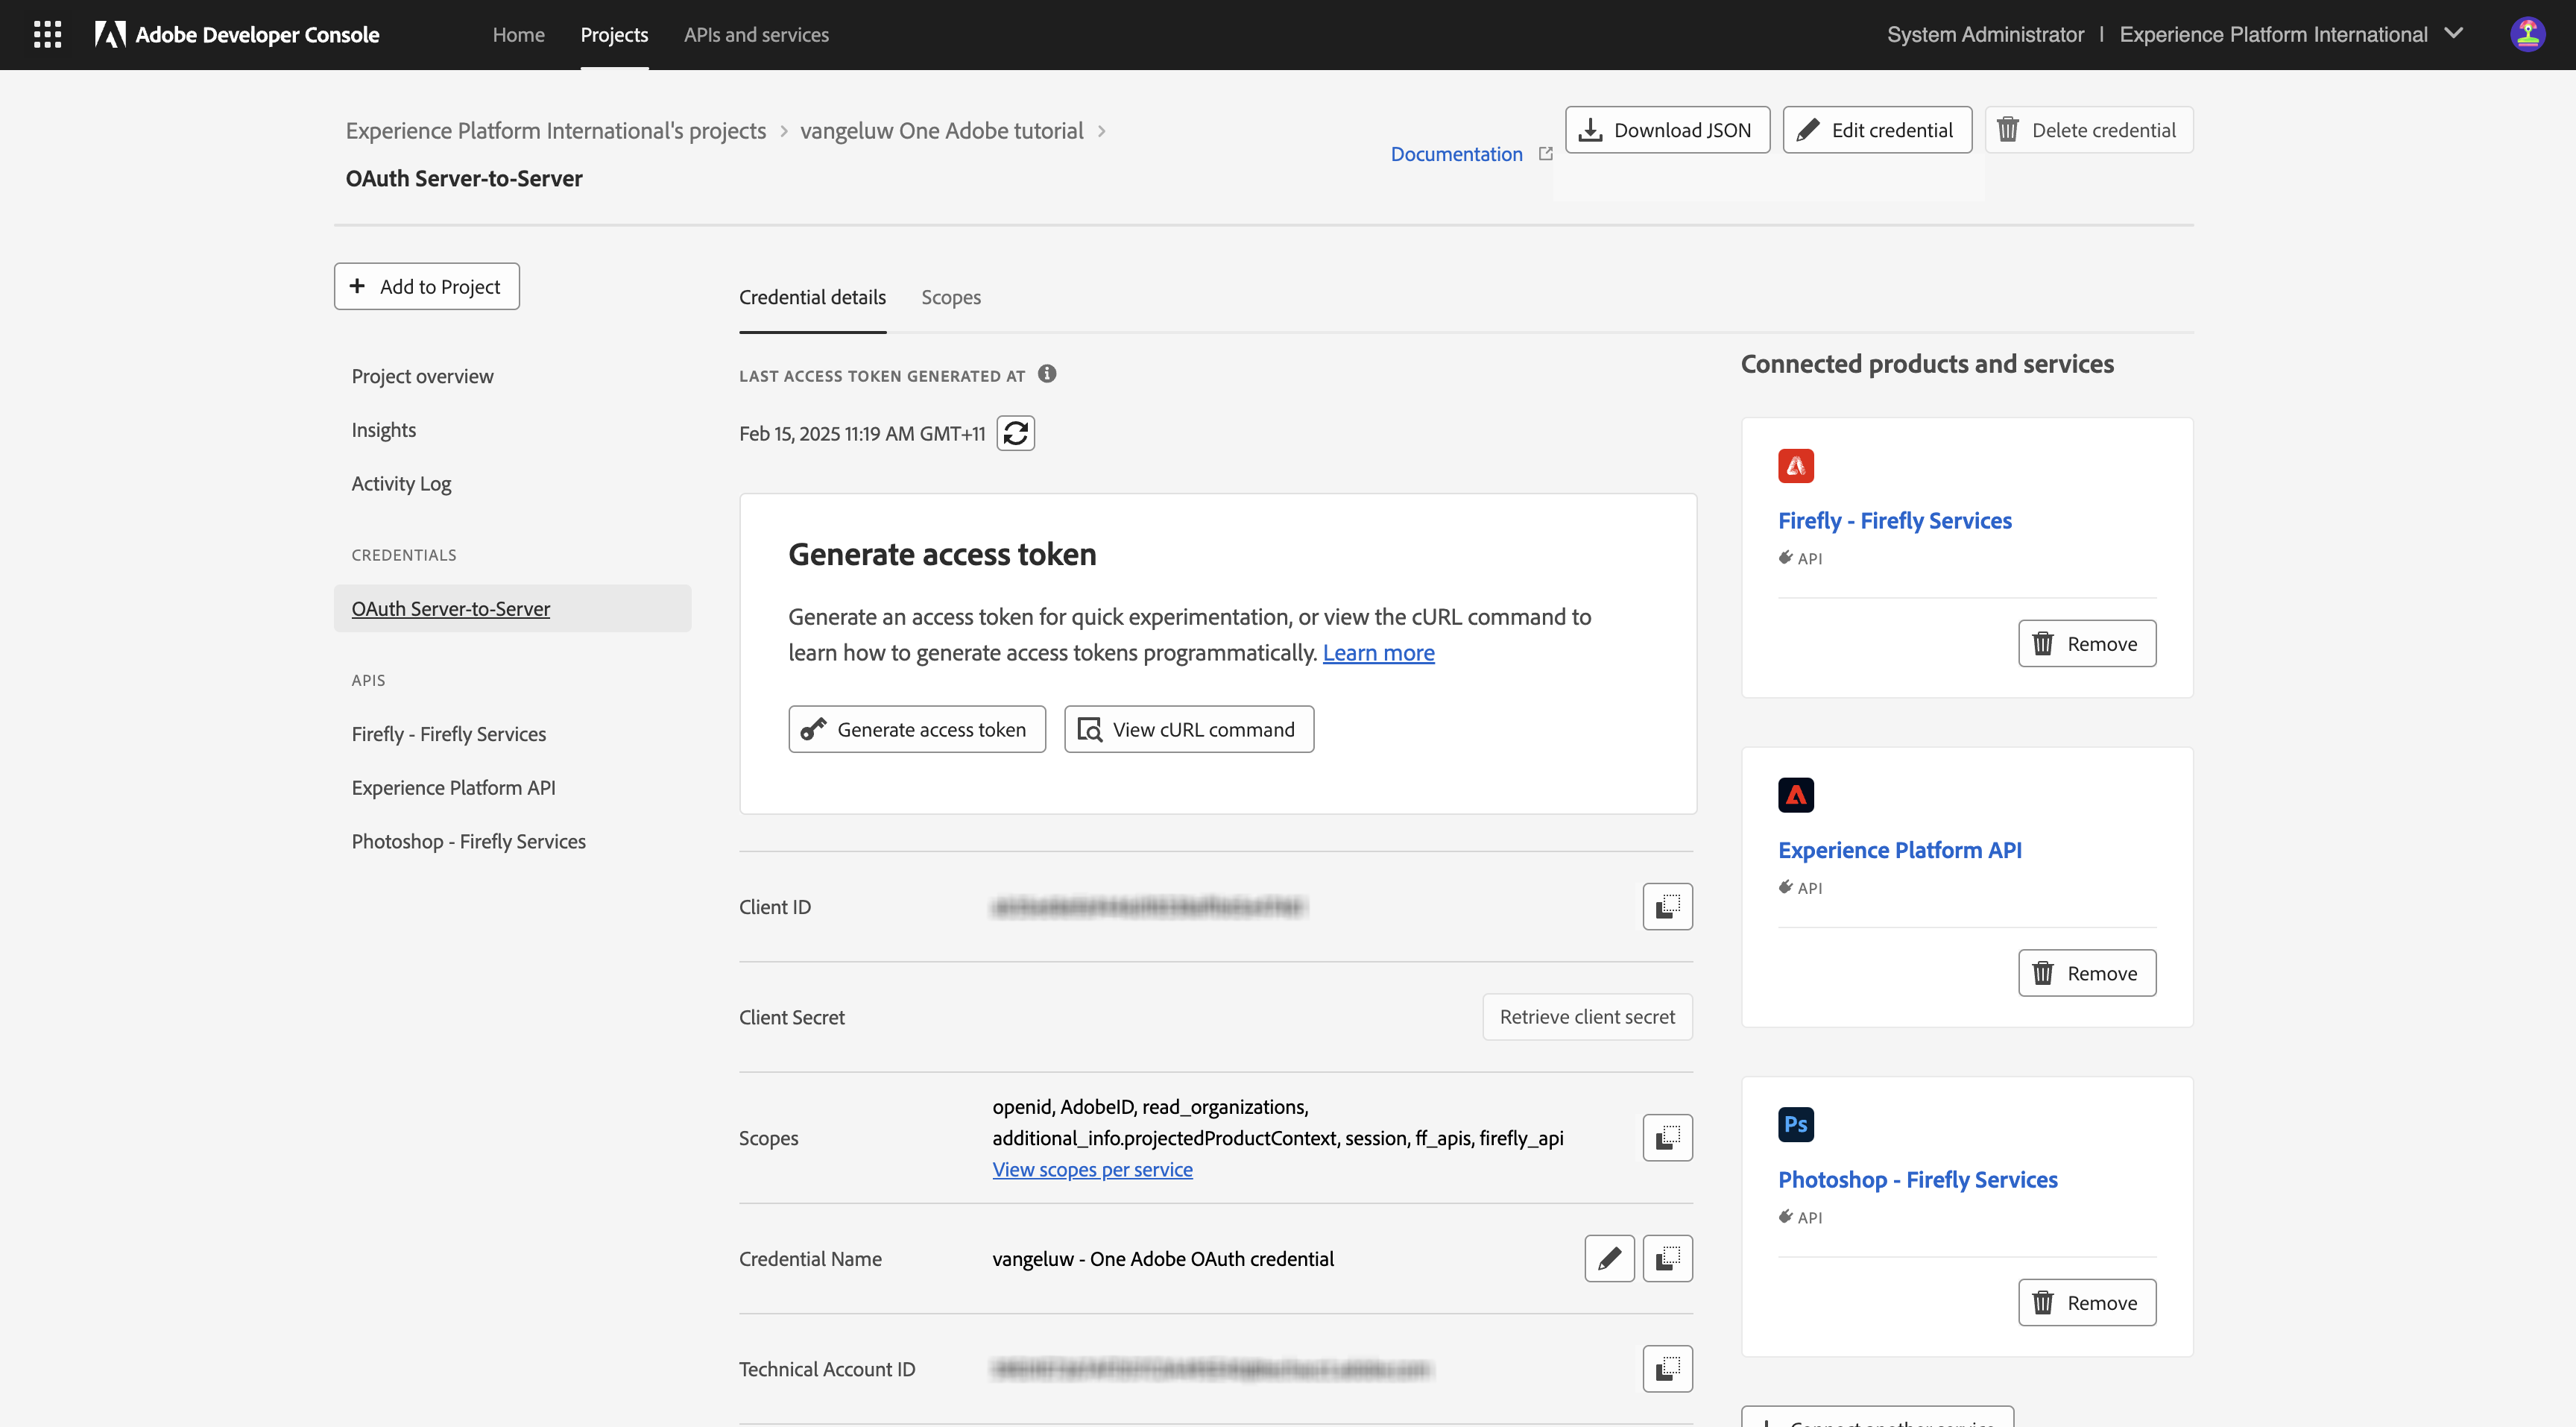 Adobe Developer Console
Home
Projects
APIs and services
System Administrator | Experience Platform International
Experience Platform International's projects > vangeluw One Adobe tutorial >
OAuth Server-to-Server
Documentation
Download JSON
Edit credential
Delete credential
Add to Project
Project overview
Insights
Activity Log
CREDENTIALS
OAuth Server-to-Server
APIS
Firefly - Firefly Services
Experience Platform API
Photoshop - Firefly Services
Credential details
Scopes
LAST ACCESS TOKEN GENERATED AT
Feb 15, 2025 11:19 AM GMT+11
Generate access token
Generate an access token for quick experimentation, or view the cURL command to
learn how to generate access tokens programmatically. Learn more
Generate access token
View cURL command
Client ID
Client Secret
Retrieve client secret
Scopes
openid, AdobeID, read_organizations,
additional_info.projectedProductContext, session, ff_apis, firefly_api
View scopes per service
Credential Name
vangeluw - One Adobe OAuth credential
Technical Account ID
Connected products and services
Firefly - Firefly Services
API
Remove
Experience Platform API
API
Remove
Ps
Photoshop - Firefly Services
API
Remove